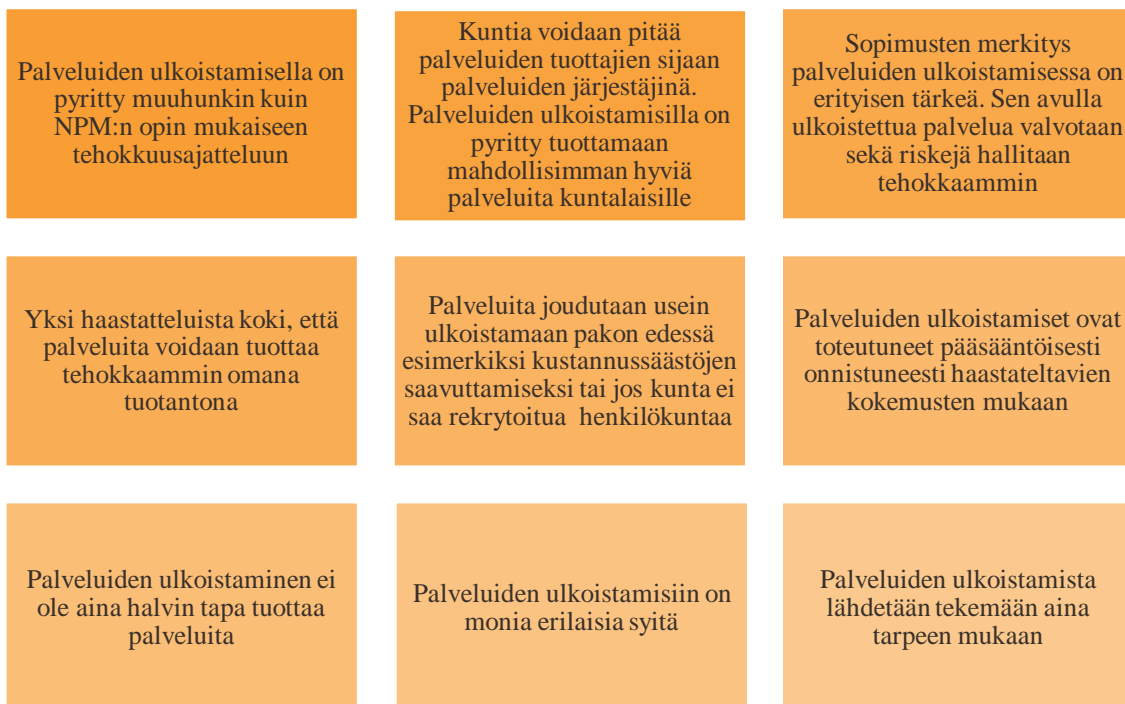 Palveluiden ulkoistamisella on
pyritty muuhunkin kuin
NPM:n opin mukaiseen
tehokkuusajatteluun
Kuntia voidaan pitää
palveluiden tuottajien sijaan
palveluiden järjestäjinä.
Palveluiden ulkoistamisilla on
pyritty tuottamaan
mahdollisimman hyviä
palveluita kuntalaisille
Sopimusten merkitys
palveluiden ulkoistamisessa on
erityisen tärkeä. Sen avulla
ulkoistettua palvelua valvotaan
sekä riskejä hallitaan
tehokkaammin
Yksi haastatteluista koki, että
palveluita voidaan tuottaa
tehokkaammin omana
tuotantona
Palveluita joudutaan usein
ulkoistamaan pakon edessä
esimerkiksi kustannussäästöjen
saavuttamiseksi tai jos kunta ei
saa rekrytoitua henkilökuntaa
Palveluiden ulkoistamiset ovat
toteutuneet pääsääntöisesti
onnistuneesti haastateltavien
kokemusten mukaan
Palveluiden ulkoistaminen ei
ole aina halvin tapa tuottaa
palveluita
Palveluiden ulkoistamisiin on
monia erilaisia syitä
Palveluiden ulkoistamista
lähdetään tekemään aina
tarpeen mukaan